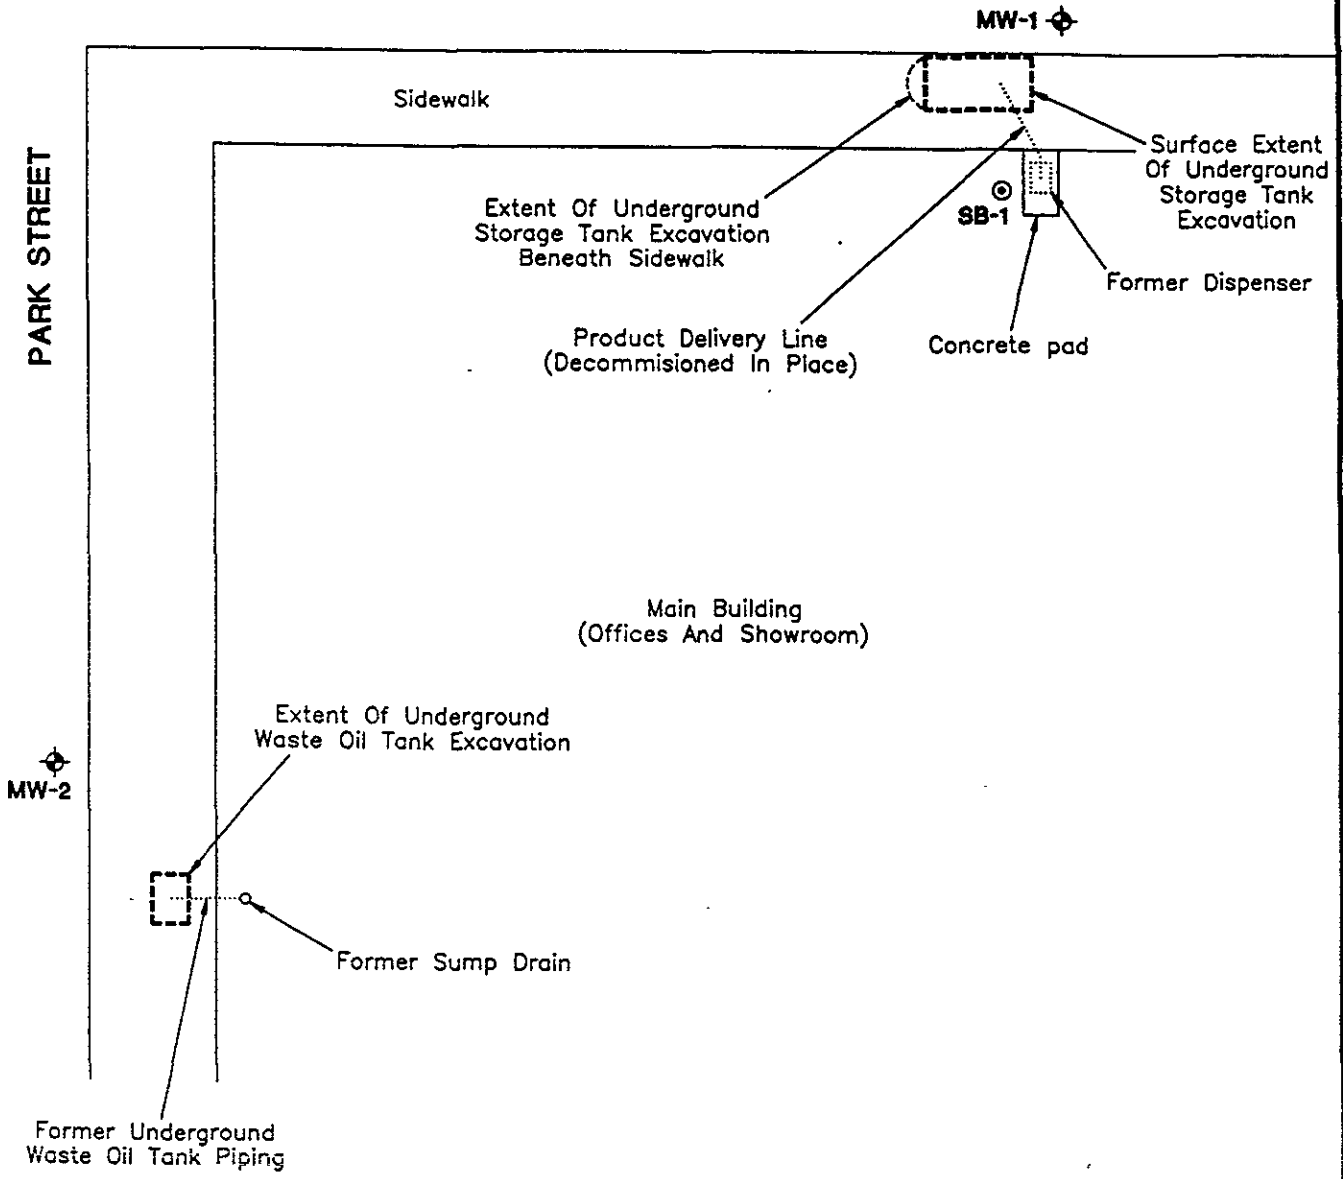 MW-1
Sidewalk
PARK STREET
Surface Extent
Of Underground
Storage Tank
Excavation
Extent Of Underground
Storage Tank Excavation
Beneath Sidewalk
SB-1
Former Dispenser
Product Delivery Line
(Decommisioned In Place)
Concrete pad
Main Building
(Offices And Showroom)
Extent Of Underground
Waste Oil Tank Excavation
MW-2
Former Sump Drain
Former Underground
Waste Oil Tank Piping